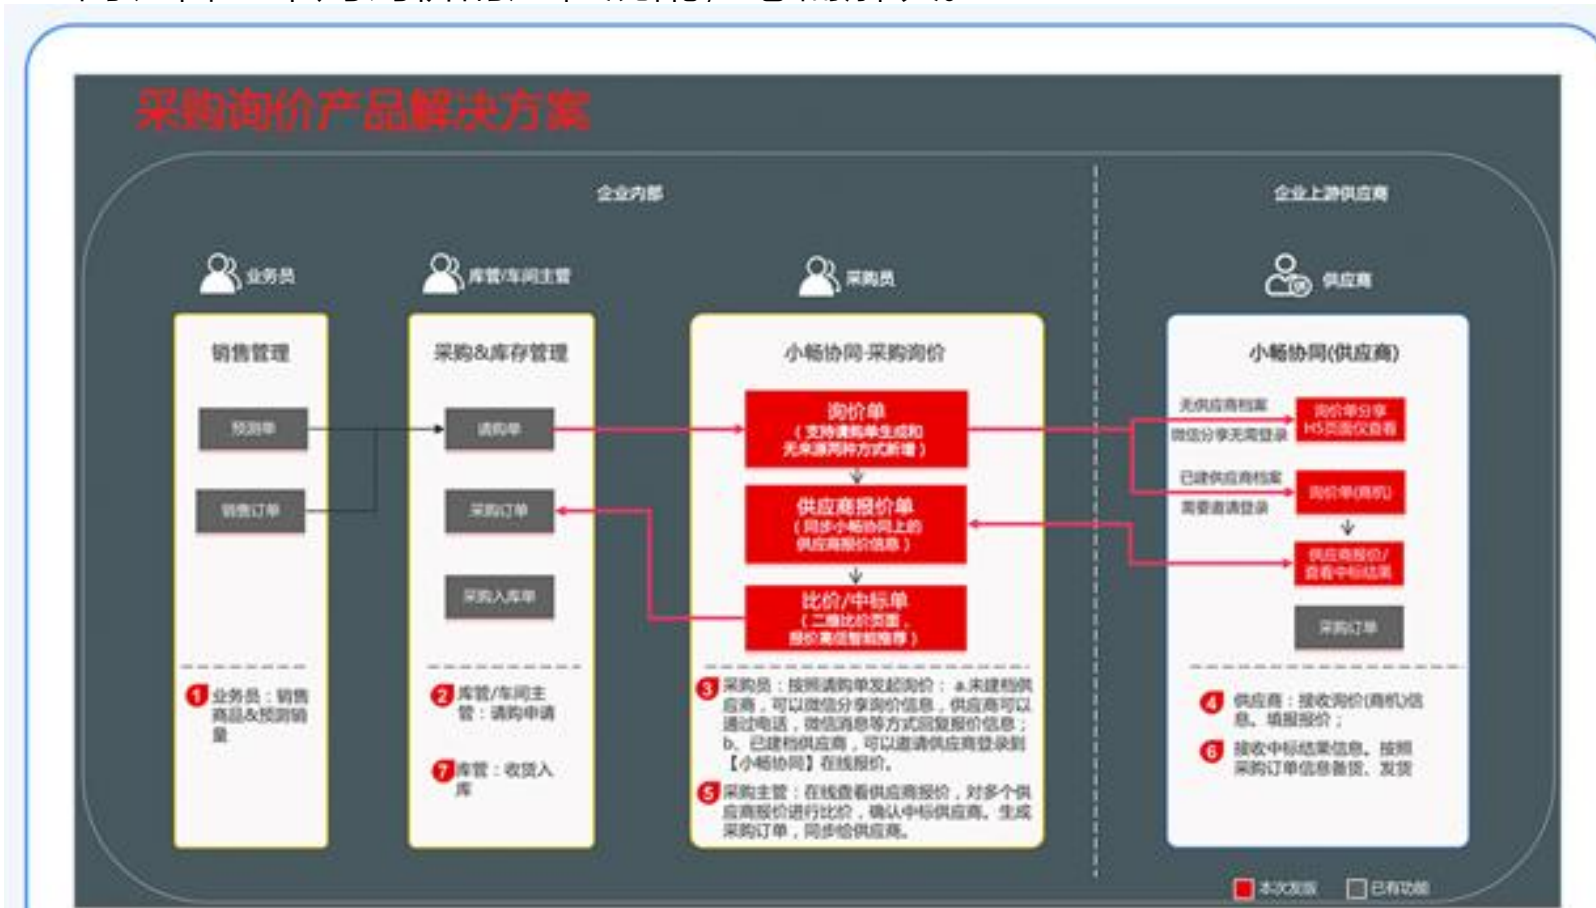 采购询价产品解决方案
企业内部
企业上游供应商
业务员
库管/车间主管
采购员
供应商
销售管理
预测单
销售订单
采购&库存管理
请购单
采购订单
采购入库单
小畅协同-采购询价
询价单
(支持请购单生成和
无来源两种方式新增)
供应商报价单
(同步小畅协同上的
供应商报价信息)
比价/中标单
(二维比价页面,
报价高低智能推荐)
小畅协同(供应商)
无供应商档案
微信分享无需登录
询价单分享
H5页面仅查看
已建供应商档案
需要邀请登录
询价单(商机)
供应商报价/
查看中标结果
采购订单
1 业务员:销售
商品&预测销
量
2 库管/车间主
管:请购申请
7 库管:收货入
库
3 采购员:按照请购单发起询价: a.未建档供
应商,可以微信分享询价信息,供应商可以
通过电话,微信消息等方式回复报价信息;
b、已建档供应商,可以邀请供应商登录到
【小畅协同】在线报价。
5 采购主管:在线查看供应商报价,对多个供
应商报价进行比价,确认中标供应商。生成
采购订单,同步给供应商。
4 供应商:接收询价(商机)信
息。填报报价;
6 接收中标结果信息。按照
采购订单信息备货、发货
本次发版
已有功能